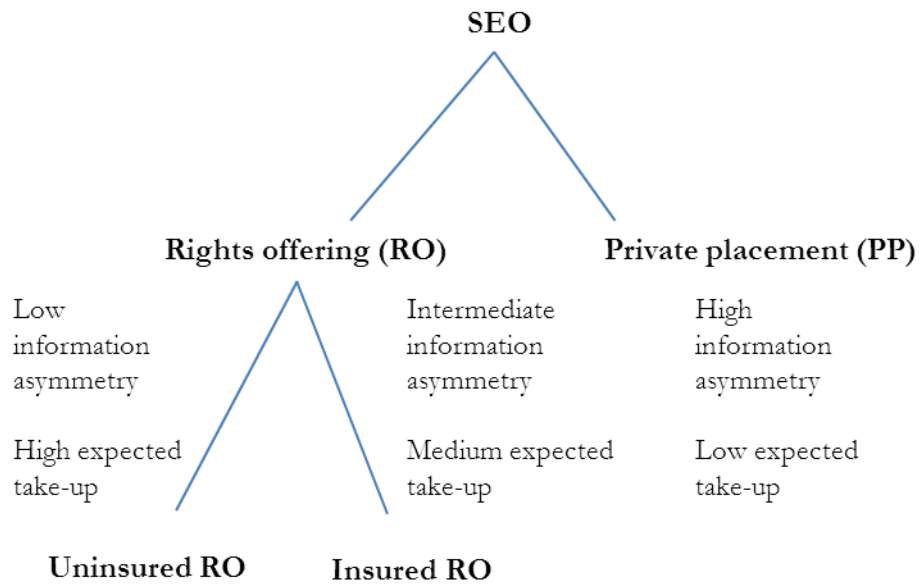 SEO
Rights offering (RO)
Private placement (PP)
Low
information
asymmetry
Intermediate
information
asymmetry
High
information
asymmetry
High expected
take-up
Medium expected
take-up
Low expected
take-up
Uninsured RO
Insured RO